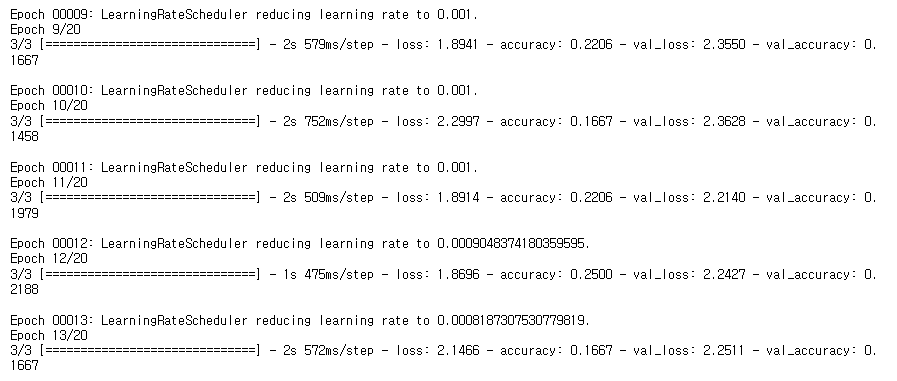 Epoch 00009: LearningRateScheduler reducing learning rate to 0.001.
Epoch 9/20
3/3 [==============================] - 2s 579ms/step - loss: 1.8941 - accuracy: 0.2206 - val_loss: 2.3550 - val_accuracy: 0.
1667
Epoch 00010: LearningRateScheduler reducing learning rate to 0.001.
Epoch 10/20
3/3 [==============================] - 2s 752ms/step - loss: 2.2997 - accuracy: 0.1667 - val_loss: 2.3628 - val_accuracy: 0.
1458
Epoch 00011: LearningRateScheduler reducing learning rate to 0.001.
Epoch 11/20
3/3 [==============================] - 2s 509ms/step - loss: 1.8914 - accuracy: 0.2206 - val_loss: 2.2140 - val_accuracy: 0.
1979
Epoch 00012: LearningRateScheduler reducing learning rate to 0.0009048374180359595.
Epoch 12/20
3/3 [==============================] - 1s 475ms/step - loss: 1.8696 - accuracy: 0.2500 - val_loss: 2.2427 - val_accuracy: 0.
2188
Epoch 00013: LearningRateScheduler reducing learning rate to 0.0008187307530779819.
Epoch 13/20
3/3 [==============================] - 2s 572ms/step - loss: 2.1466 - accuracy: 0.1667 - val_loss: 2.2511 - val_accuracy: 0.
1667